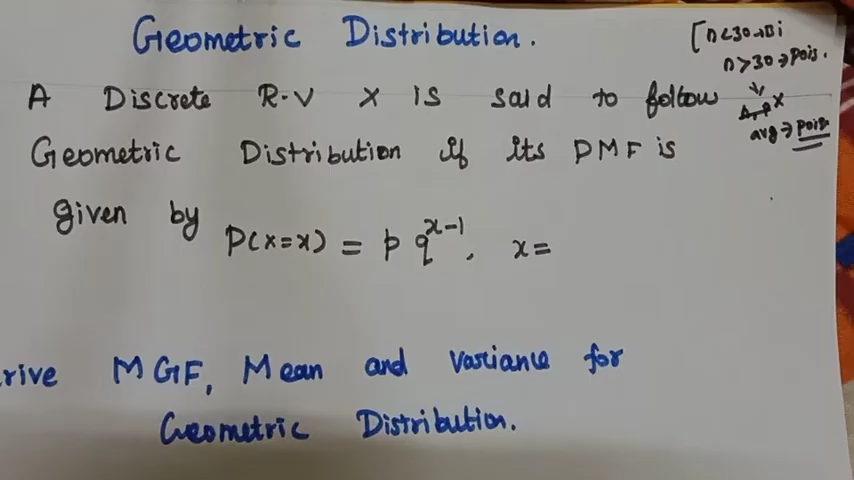 Geometric Distribution.
[n<30→Bi
n>30→Pois.
A Discrete R.V X is said to follow
avg→Pois
Geometric Distribution if its PMF is
given by
P(X=x) = p q^{x-1}, x=
rive MGF, Mean and Variance for
Geometric Distribution.